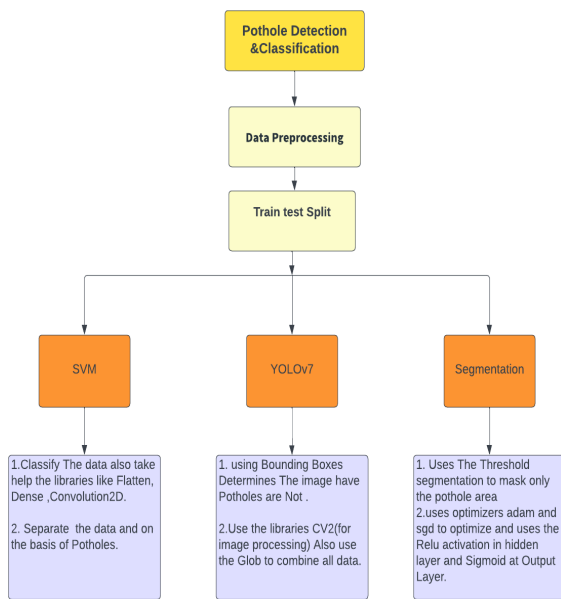 Pothole Detection
&Classification
Data Preprocessing
Train test Split
SVM
YOLOv7
Segmentation
1.Classify The data also take
help the libraries like Flatten,
Dense ,Convolution2D.
2. Separate the data and on
the basis of Potholes.
1. using Bounding Boxes
Determines The image have
Potholes are Not .
2.Use the libraries CV2(for
image processing) Also use
the Glob to combine all data.
1. Uses The Threshold
segmentation to mask only
the pothole area
2.uses optimizers adam and
sgd to optimize and uses the
Relu activation in hidden
layer and Sigmoid at Output
Layer.